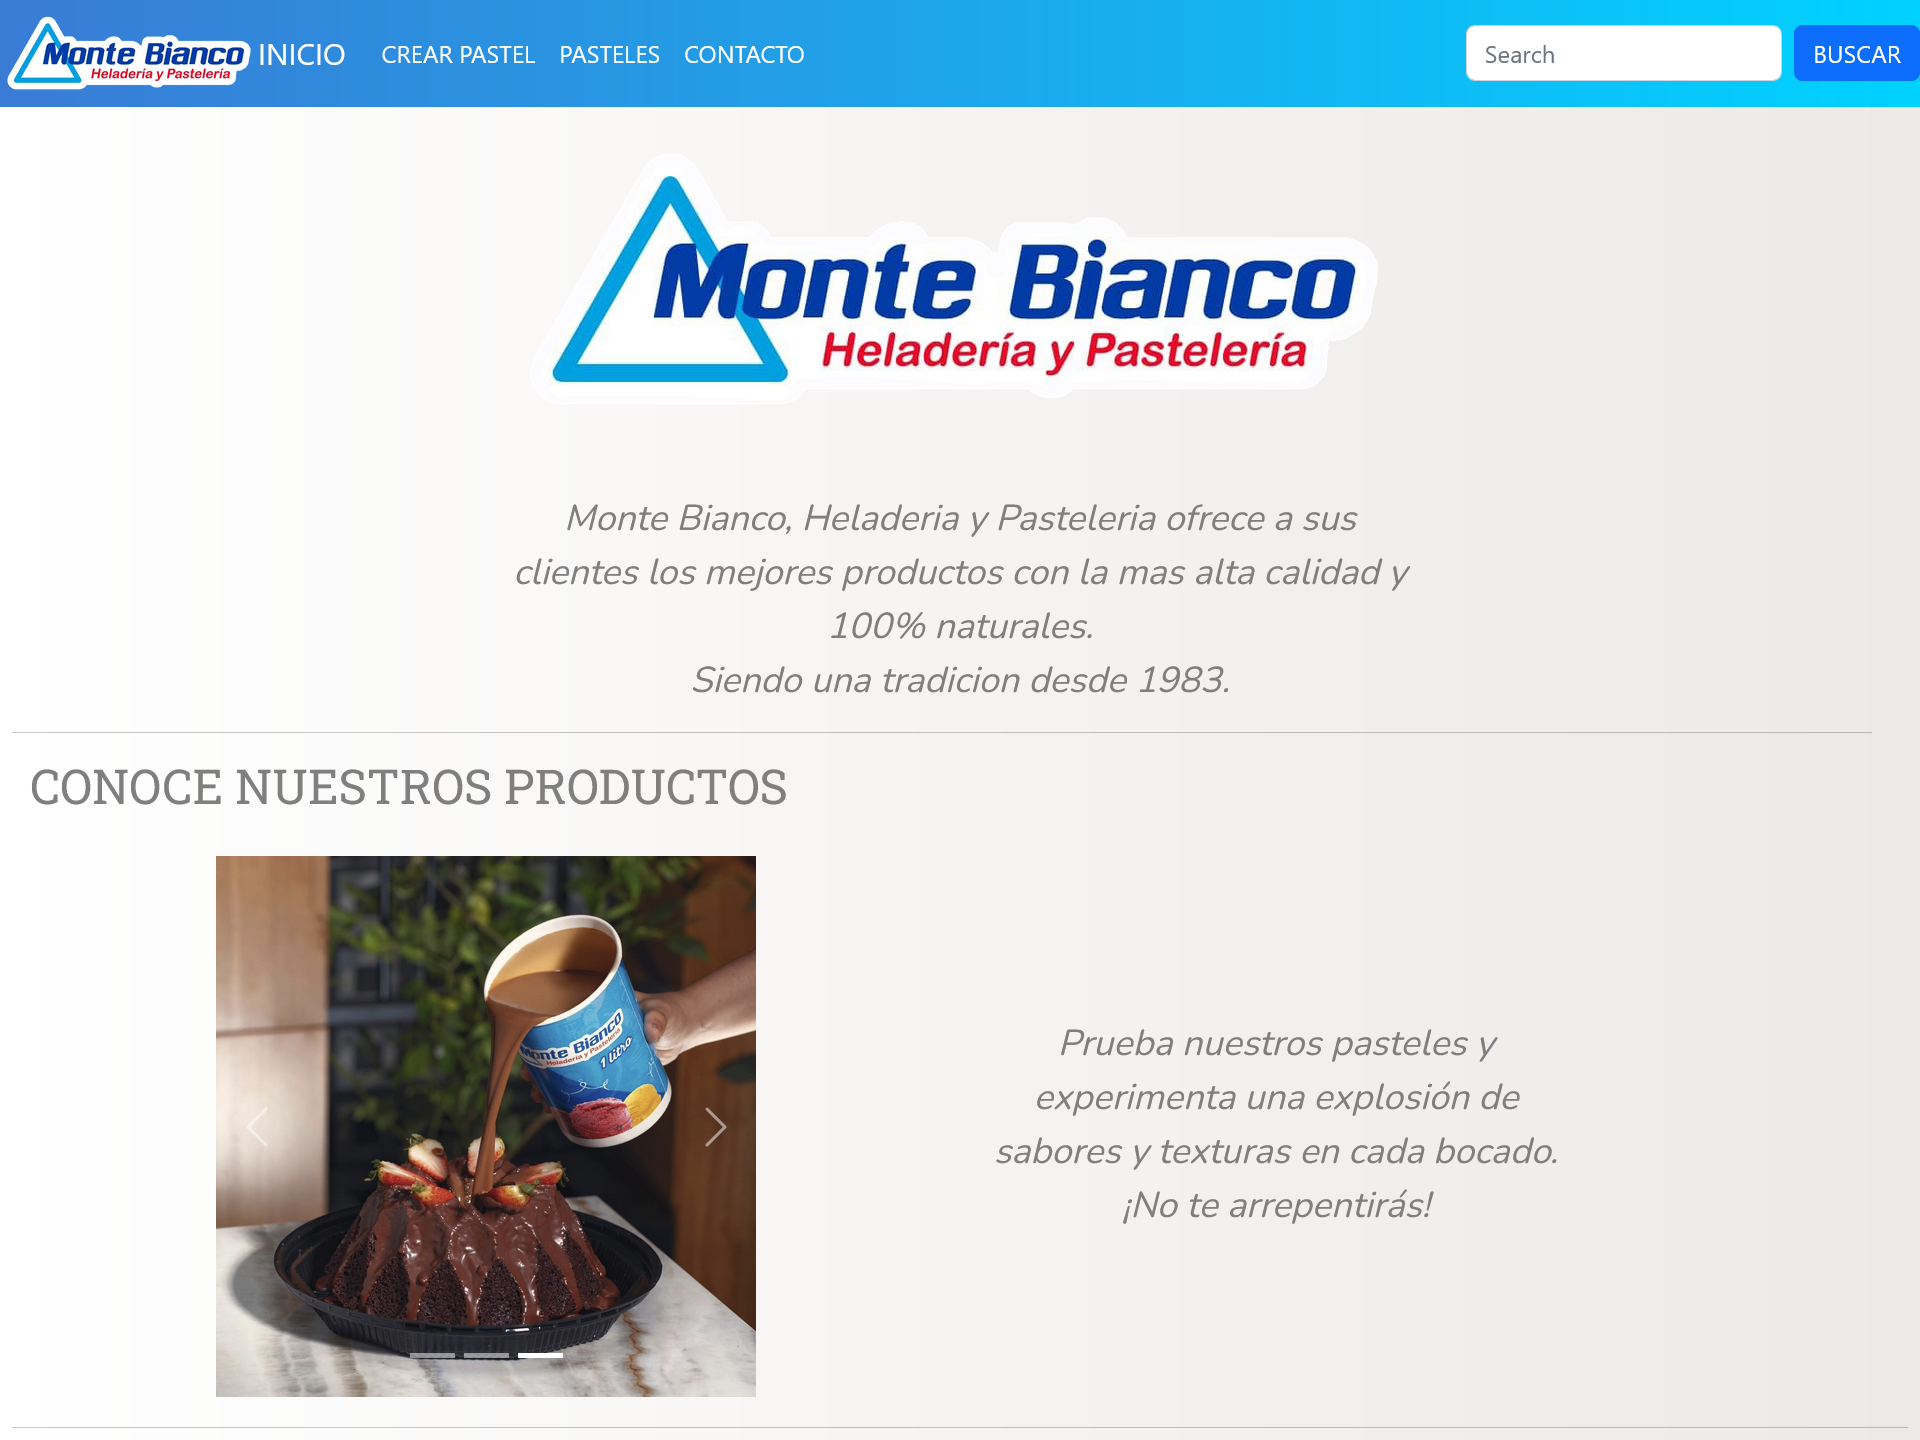 Monte Bianco
Heladería y Pastelería
INICIO
CREAR PASTEL
PASTELES
CONTACTO
Search
BUSCAR
Monte Bianco
Heladería y Pastelería
Monte Bianco, Heladeria y Pasteleria ofrece a sus
clientes los mejores productos con la mas alta calidad y
100% naturales.
Siendo una tradicion desde 1983.
CONOCE NUESTROS PRODUCTOS
Monte Bianco
Heladería y Pastelería
1 litro
Prueba nuestros pasteles y
experimenta una explosión de
sabores y texturas en cada bocado.
¡No te arrepentirás!